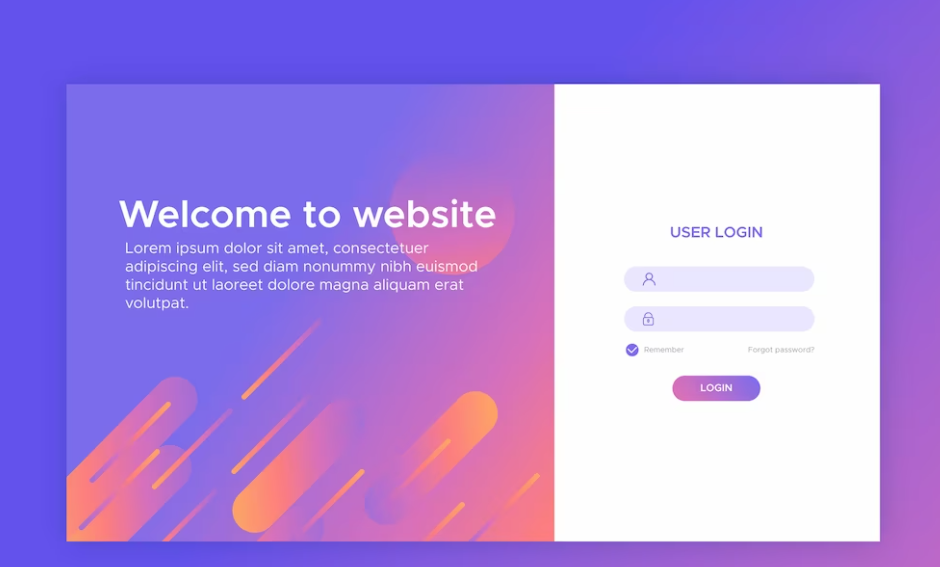 Welcome to website
Lorem ipsum dolor sit amet, consectetuer
adipiscing elit, sed diam nonummy nibh euismod
tincidunt ut laoreet dolore magna aliquam erat
volutpat.
USER LOGIN
Remember
Forgot password?
LOGIN